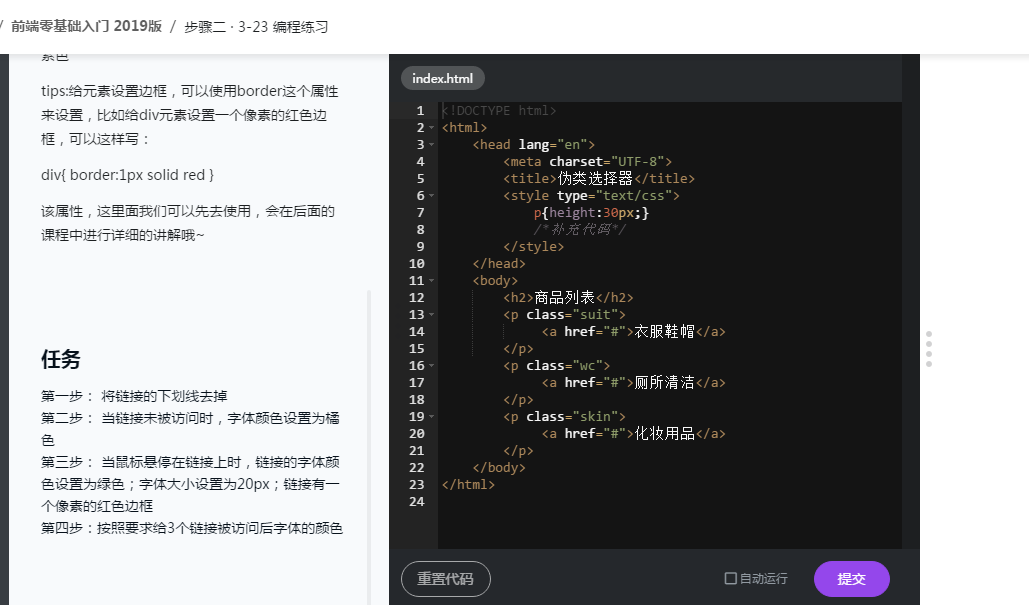 / 前端零基础入门 2019版 / 步骤二 · 3-23 编程练习
素色
tips:给元素设置边框，可以使用border这个属性
来设置，比如给div元素设置一个像素的红色边
框，可以这样写：
div{ border:1px solid red }
该属性，这里面我们可以先去使用，会在后面的
课程中进行详细的讲解哦~
任务
第一步： 将链接的下划线去掉
第二步： 当链接未被访问时，字体颜色设置为橘
色
第三步： 当鼠标悬停在链接上时，链接的字体颜
色设置为绿色；字体大小设置为20px；链接有一
个像素的红色边框
第四步：按照要求给3个链接被访问后字体的颜色
index.html
1 <!DOCTYPE html>
2 <html>
3 <head lang="en">
4 <meta charset="UTF-8">
5 <title>伪类选择器</title>
6 <style type="text/css">
7 p{height:30px;}
8 /*补充代码*/
9 </style>
10 </head>
11 <body>
12 <h2>商品列表</h2>
13 <p class="suit">
14 <a href="#">衣服鞋帽</a>
15 </p>
16 <p class="wc">
17 <a href="#">厕所清洁</a>
18 </p>
19 <p class="skin">
20 <a href="#">化妆用品</a>
21 </p>
22 </body>
23 </html>
24
重置代码
自动运行
提交